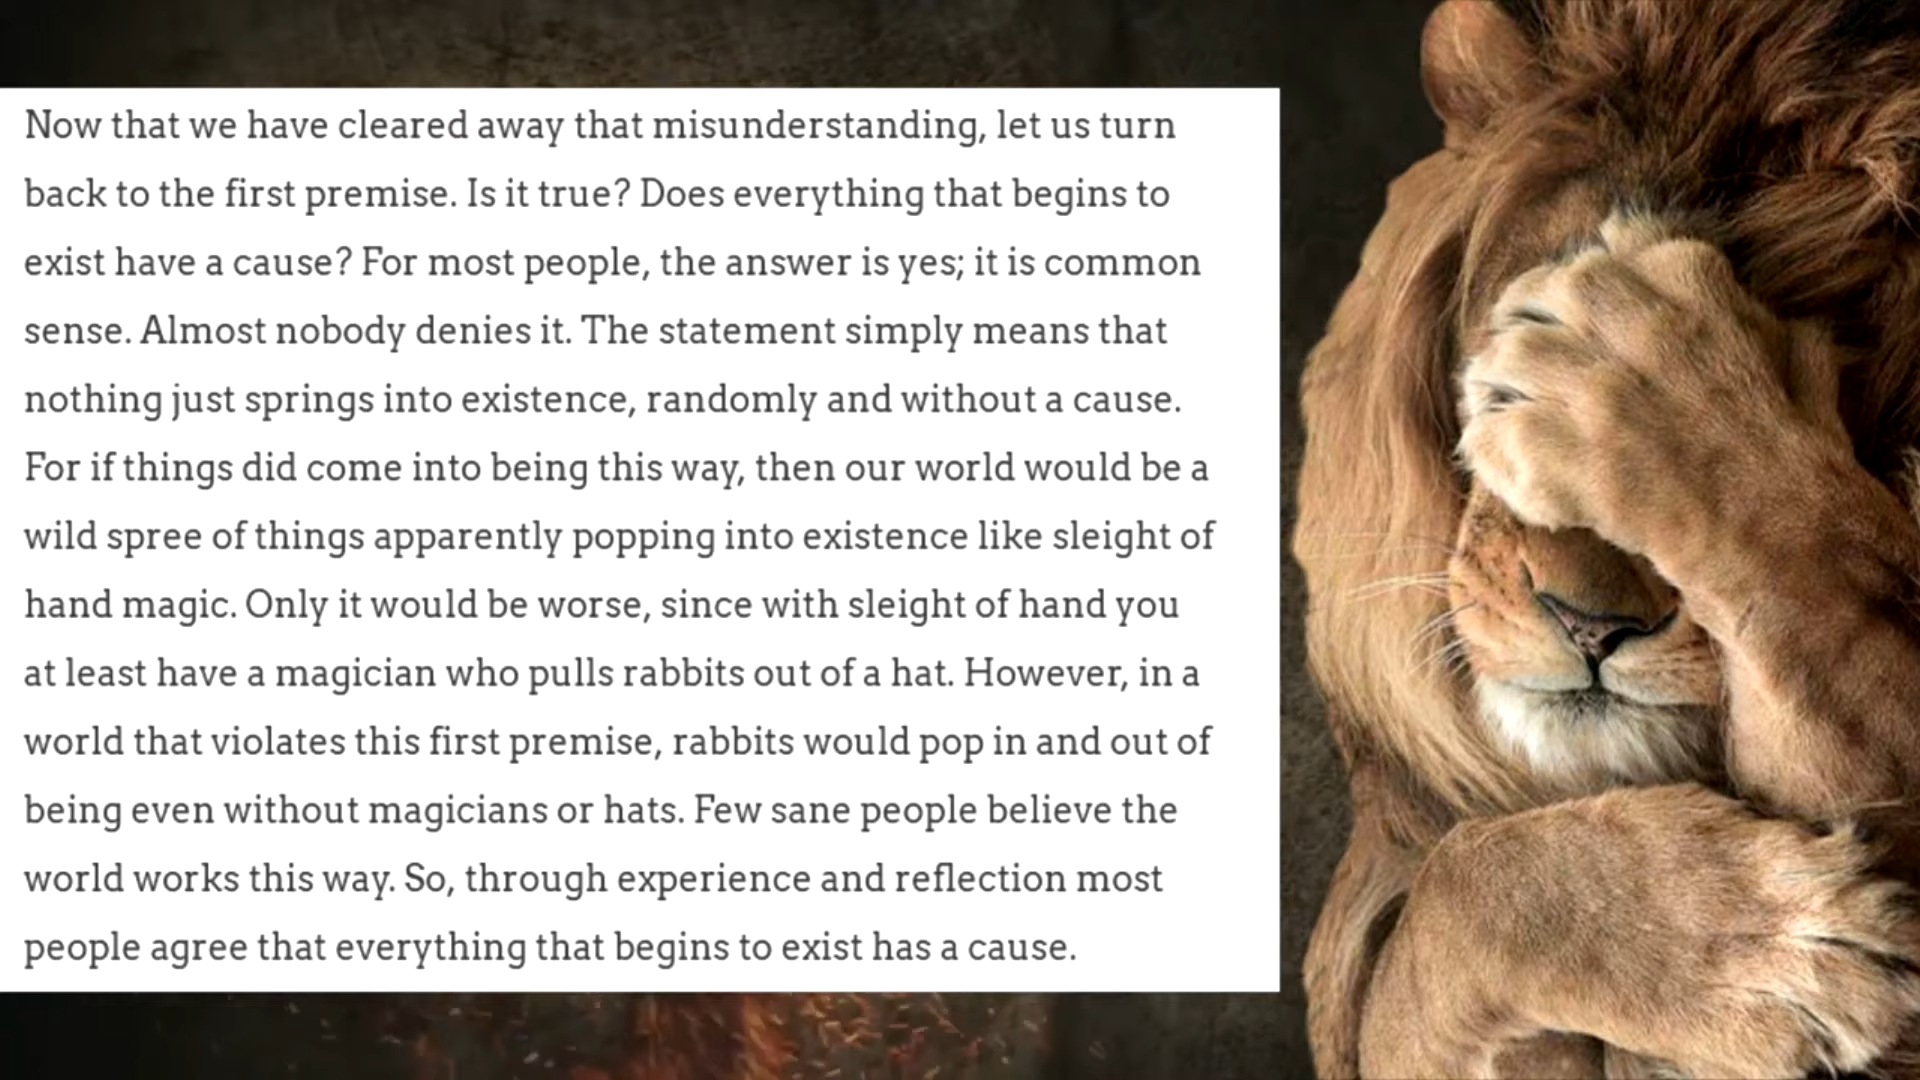 Now that we have cleared away that misunderstanding, let us turn
back to the first premise. Is it true? Does everything that begins to
exist have a cause? For most people, the answer is yes; it is common
sense. Almost nobody denies it. The statement simply means that
nothing just springs into existence, randomly and without a cause.
For if things did come into being this way, then our world would be a
wild spree of things apparently popping into existence like sleight of
hand magic. Only it would be worse, since with sleight of hand you
at least have a magician who pulls rabbits out of a hat. However, in a
world that violates this first premise, rabbits would pop in and out of
being even without magicians or hats. Few sane people believe the
world works this way. So, through experience and reflection most
people agree that everything that begins to exist has a cause.